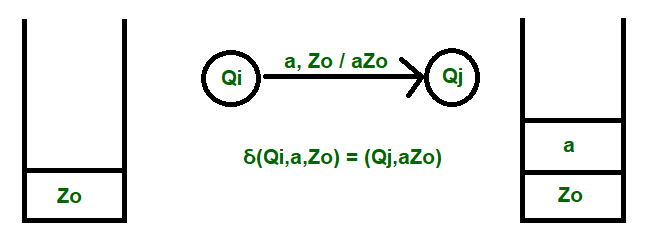 a, Zo / aZo
Qi
Qj
δ(Qi,a,Zo) = (Qj,aZo)
Zo
a
Zo